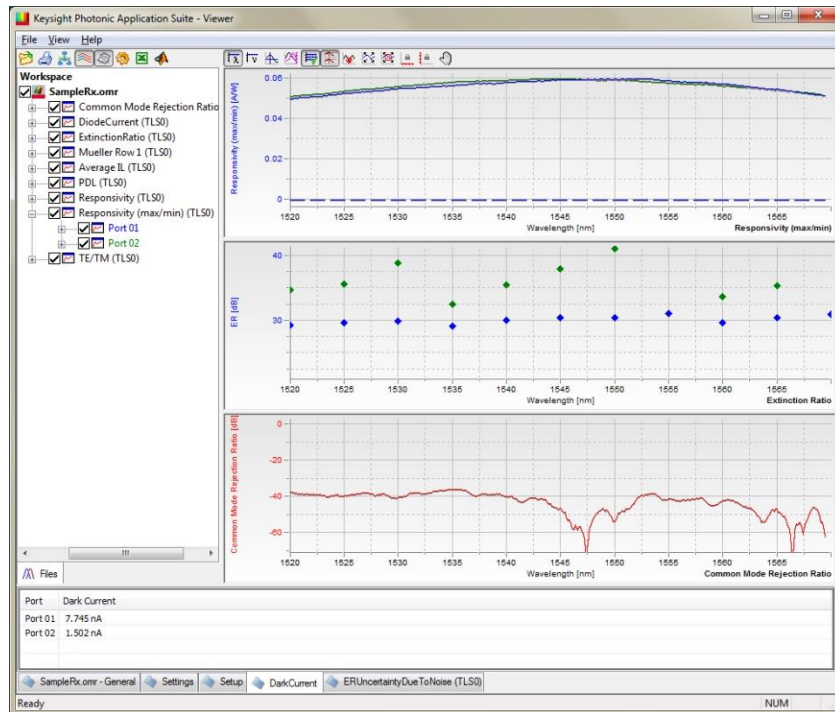 Keysight Photonic Application Suite - Viewer
File View Help
Workspace
SampleRx.omr
Common Mode Rejection Ratio
DiodeCurrent (TLS0)
ExtinctionRatio (TLS0)
Mueller Row 1 (TLS0)
Average IL (TLS0)
PDL (TLS0)
Responsivity (TLS0)
Responsivity (max/min) (TLS0)
Port 01
Port 02
TE/TM (TLS0)
Files
Responsivity (max/min) [A/W]
0.06
0.04
0.02
0
1520 1525 1530 1535 1540 1545 1550 1555 1560 1565
Wavelength [nm] Responsivity (max/min)
ER [dB]
40
30
1520 1525 1530 1535 1540 1545 1550 1555 1560 1565
Wavelength [nm] Extinction Ratio
Common Mode Rejection Ratio [dB]
0
-20
-40
-60
1520 1525 1530 1535 1540 1545 1550 1555 1560 1565
Wavelength [nm] Common Mode Rejection Ratio
Port Dark Current
Port 01 7.745 nA
Port 02 1.502 nA
SampleRx.omr - General Settings Setup DarkCurrent ERUncertaintyDueToNoise (TLS0)
Ready NUM